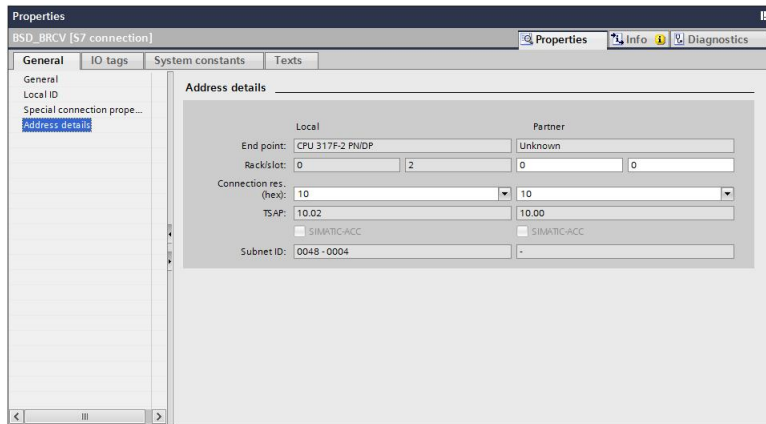 Properties
BSD_BRCV [S7 connection]
Properties Info Diagnostics
General IO tags System constants Texts
General
Local ID
Special connection prope...
Address details
Address details
Local Partner
End point: CPU 317F-2 PN/DP Unknown
Rack/slot: 0 2 0 0
Connection res.
(hex): 10 10
TSAP: 10.02 10.00
SIMATIC-ACC SIMATIC-ACC
Subnet ID: 0048 - 0004 -